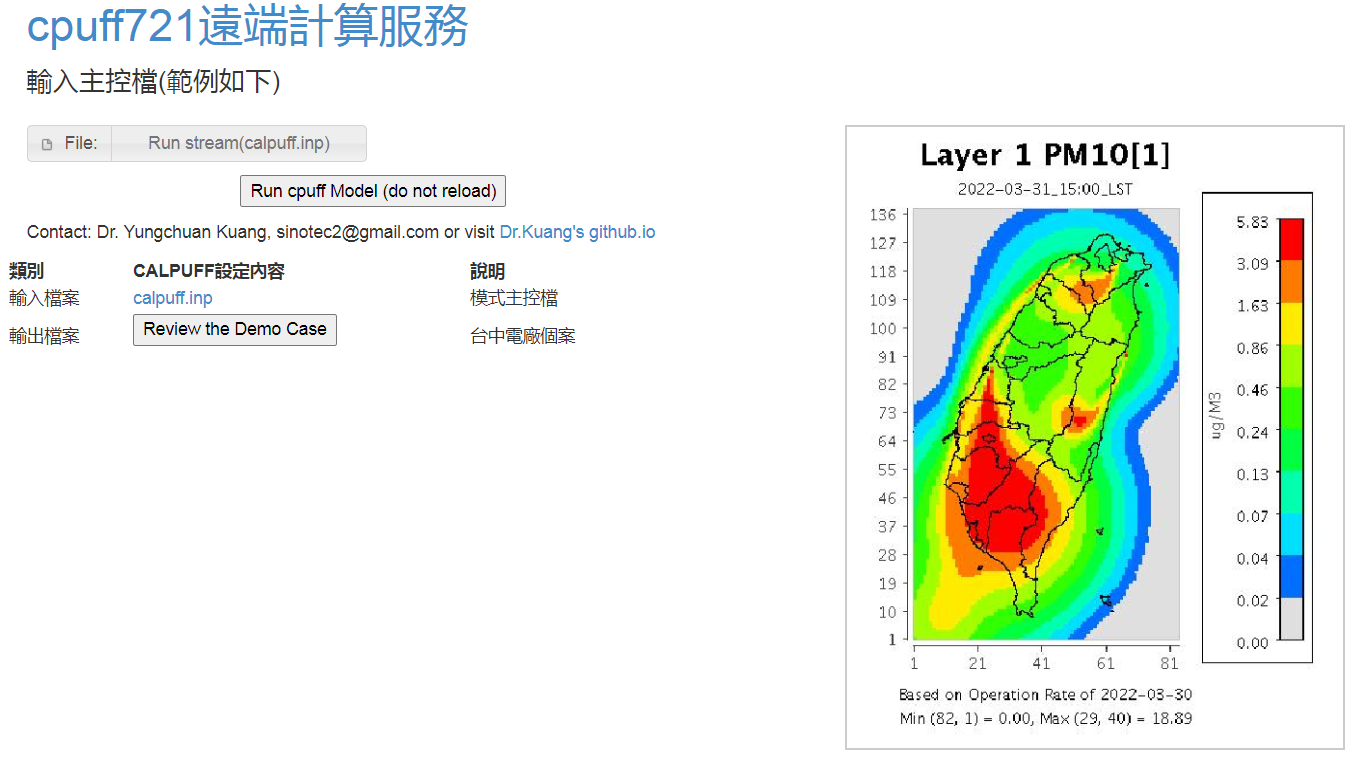 cpuff721遠端計算服務
輸入主控檔(範例如下)
File: Run stream(calpuff.inp)
Run cpuff Model (do not reload)
Contact: Dr. Yungchuan Kuang, sinotec2@gmail.com or visit Dr.Kuang's github.io
類別 CALPUFF設定內容 說明
輸入檔案 calpuff.inp 模式主控檔
輸出檔案 Review the Demo Case 台中電廠個案
Layer 1 PM10[1]
2022-03-31_15:00_LST
136
127
118
109
100
91
82
73
64
55
46
37
28
19
10
1
1 21 41 61 81
5.83
3.09
1.63
0.86
0.46
0.24
0.13
0.07
0.04
0.02
0.00
ug/M3
Based on Operation Rate of 2022-03-30
Min (82, 1) = 0.00, Max (29, 40) = 18.89